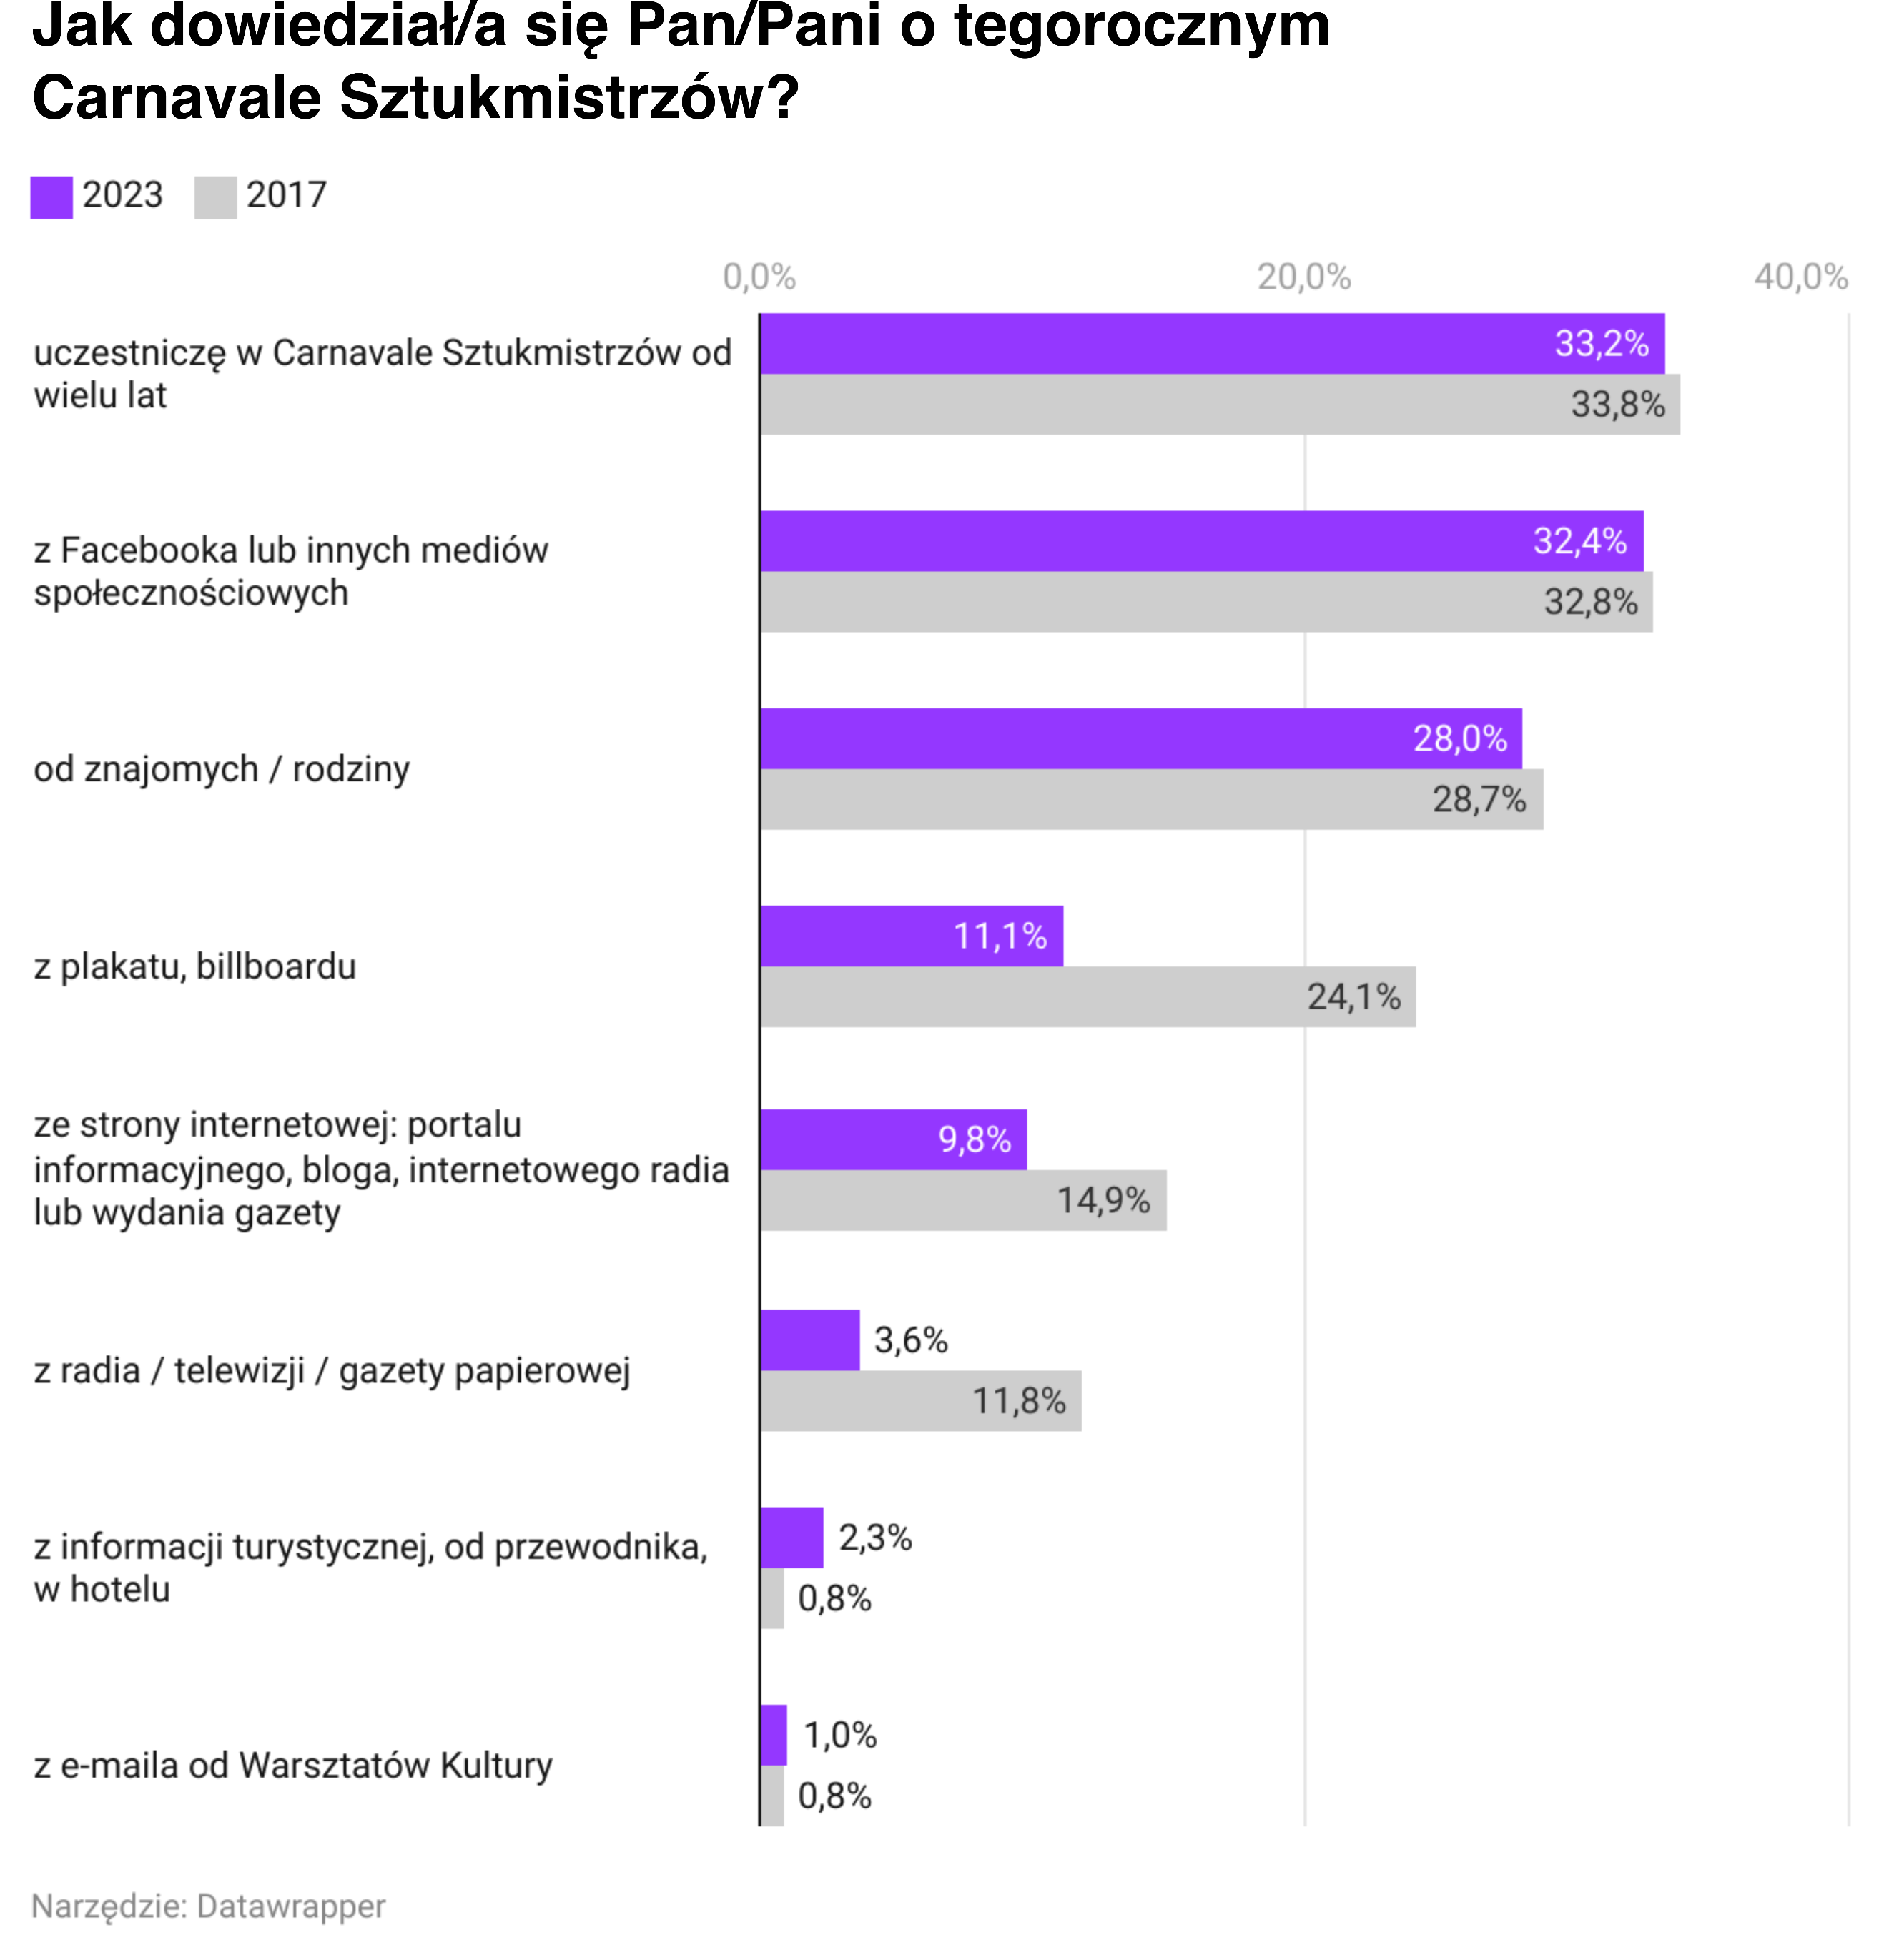 Jak dowiedział/a się Pan/Pani o tegorocznym
Carnavale Sztukmistrzów?
2023 2017
0,0% 20,0% 40,0%
uczestniczę w Carnavale Sztukmistrzów od
wielu lat
33,2%
33,8%
z Facebooka lub innych mediów
społecznościowych
32,4%
32,8%
od znajomych / rodziny
28,0%
28,7%
z plakatu, billboardu
11,1%
24,1%
ze strony internetowej: portalu
informacyjnego, bloga, internetowego radia
lub wydania gazety
9,8%
14,9%
z radia / telewizji / gazety papierowej
3,6%
11,8%
z informacji turystycznej, od przewodnika,
w hotelu
2,3%
0,8%
z e-maila od Warsztatów Kultury
1,0%
0,8%
Narzędzie: Datawrapper